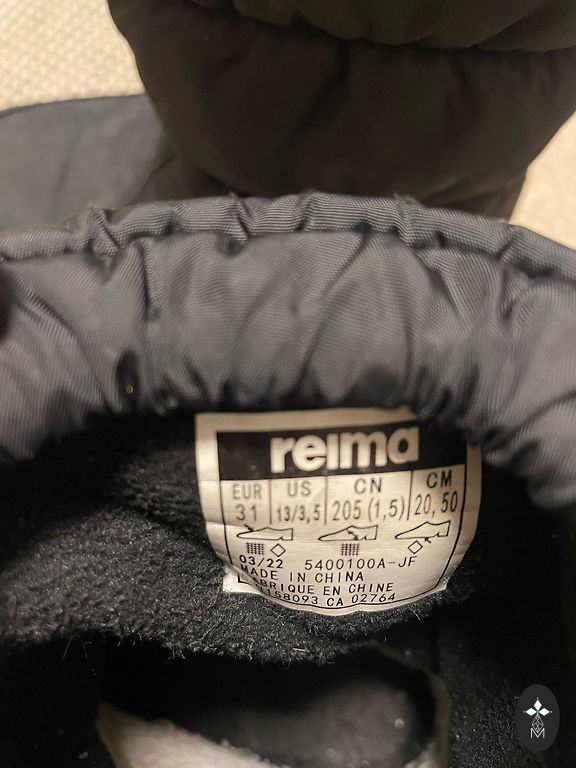 reima
EUR US CN CM
31 13/3,5 205(1,5) 20,50
03/22 5400100A-JF
MADE IN CHINA
FABRIQUE EN CHINE
158093 CA 02764
M